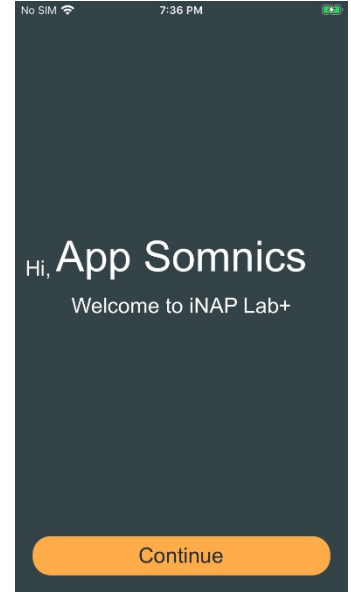 No SIM 7:36 PM
Hi, App Somnics
Welcome to iNAP Lab+
Continue